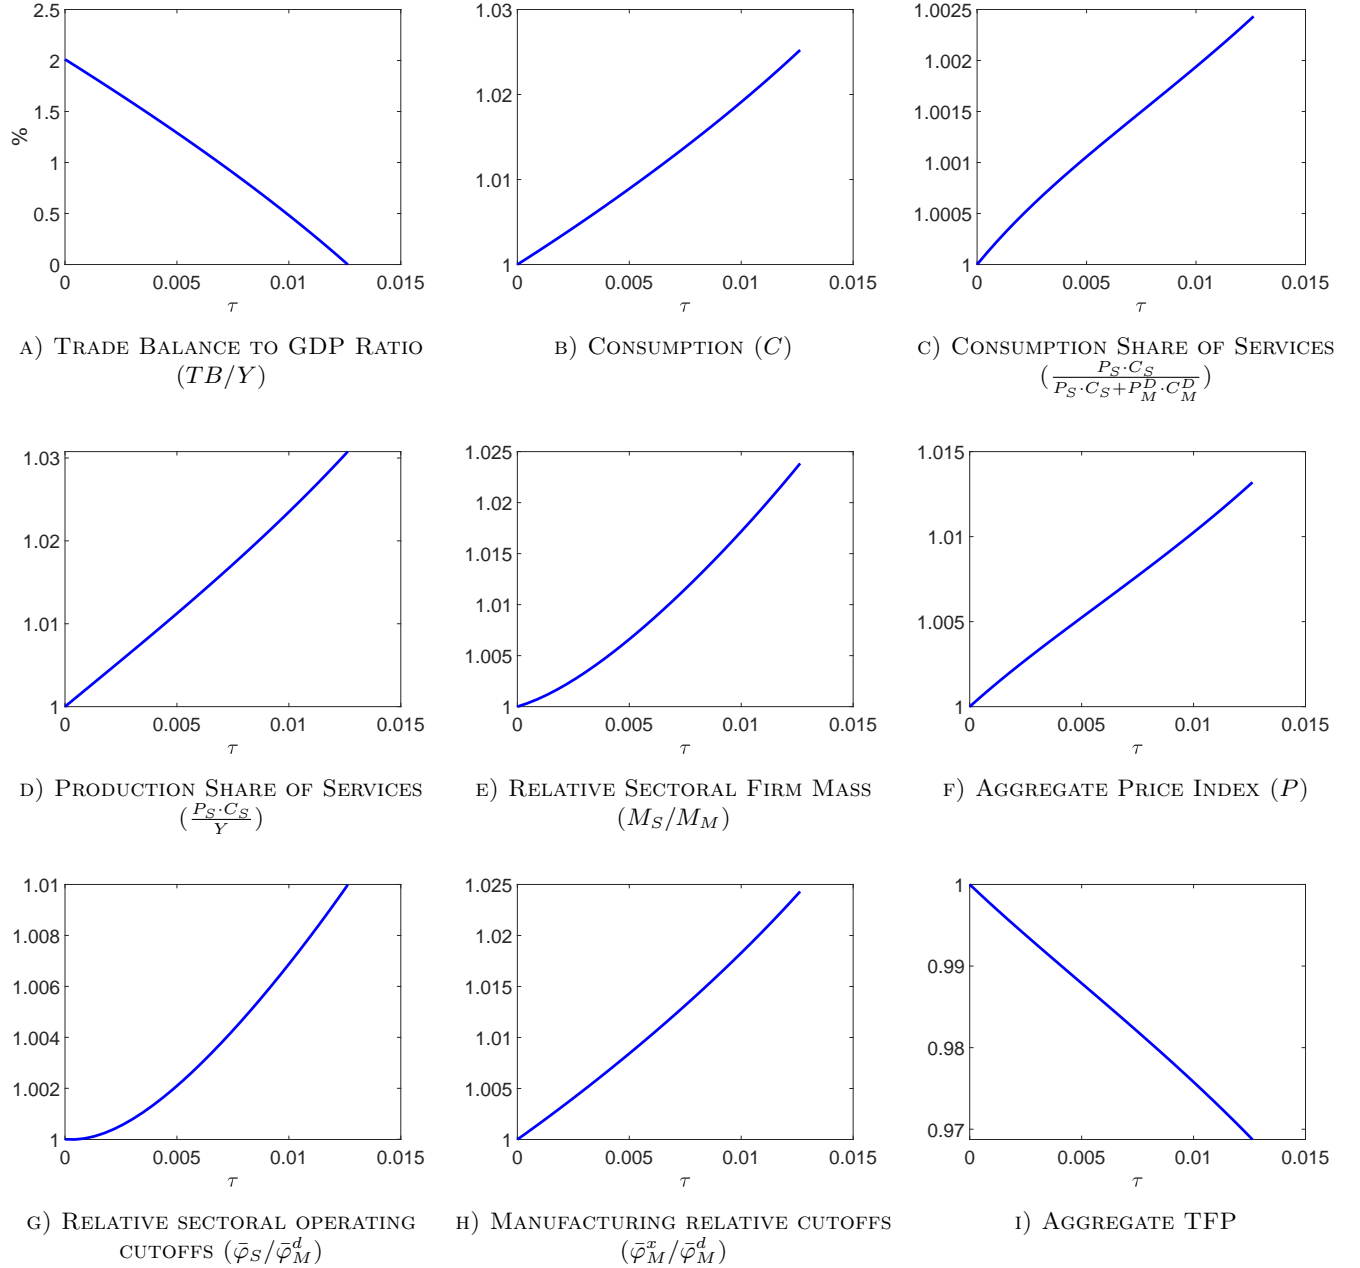 2.5
2
1.5
1
0.5
0
%
0 0.005 0.01 0.015
τ
A) TRADE BALANCE TO GDP RATIO
(TB/Y)
1.03
1.02
1.01
1
0 0.005 0.01 0.015
τ
B) CONSUMPTION (C)
1.0025
1.002
1.0015
1.001
1.0005
1
0 0.005 0.01 0.015
τ
C) CONSUMPTION SHARE OF SERVICES
(P_S·C_S / P_S·C_S+P_M^D·C_M^D)
1.03
1.02
1.01
1
0 0.005 0.01 0.015
τ
D) PRODUCTION SHARE OF SERVICES
(P_S·C_S / Y)
1.025
1.02
1.015
1.01
1.005
1
0 0.005 0.01 0.015
τ
E) RELATIVE SECTORAL FIRM MASS
(M_S/M_M)
1.015
1.01
1.005
1
0 0.005 0.01 0.015
τ
F) AGGREGATE PRICE INDEX (P)
1.01
1.008
1.006
1.004
1.002
1
0 0.005 0.01 0.015
τ
G) RELATIVE SECTORAL OPERATING
CUTOFFS (φ̄_S/φ̄_M^d)
1.025
1.02
1.015
1.01
1.005
1
0 0.005 0.01 0.015
τ
H) MANUFACTURING RELATIVE CUTOFFS
(φ̄_M^x/φ̄_M^d)
1
0.99
0.98
0.97
0 0.005 0.01 0.015
τ
I) AGGREGATE TFP